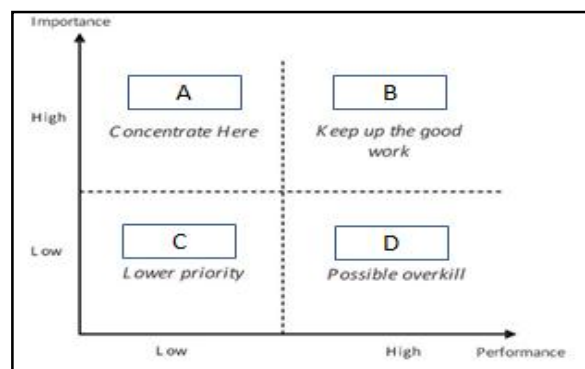 Importance
A
B
High
Concentrate Here
Keep up the good
work
C
D
Low
Lower priority
Possible overkill
Low
High
Performance